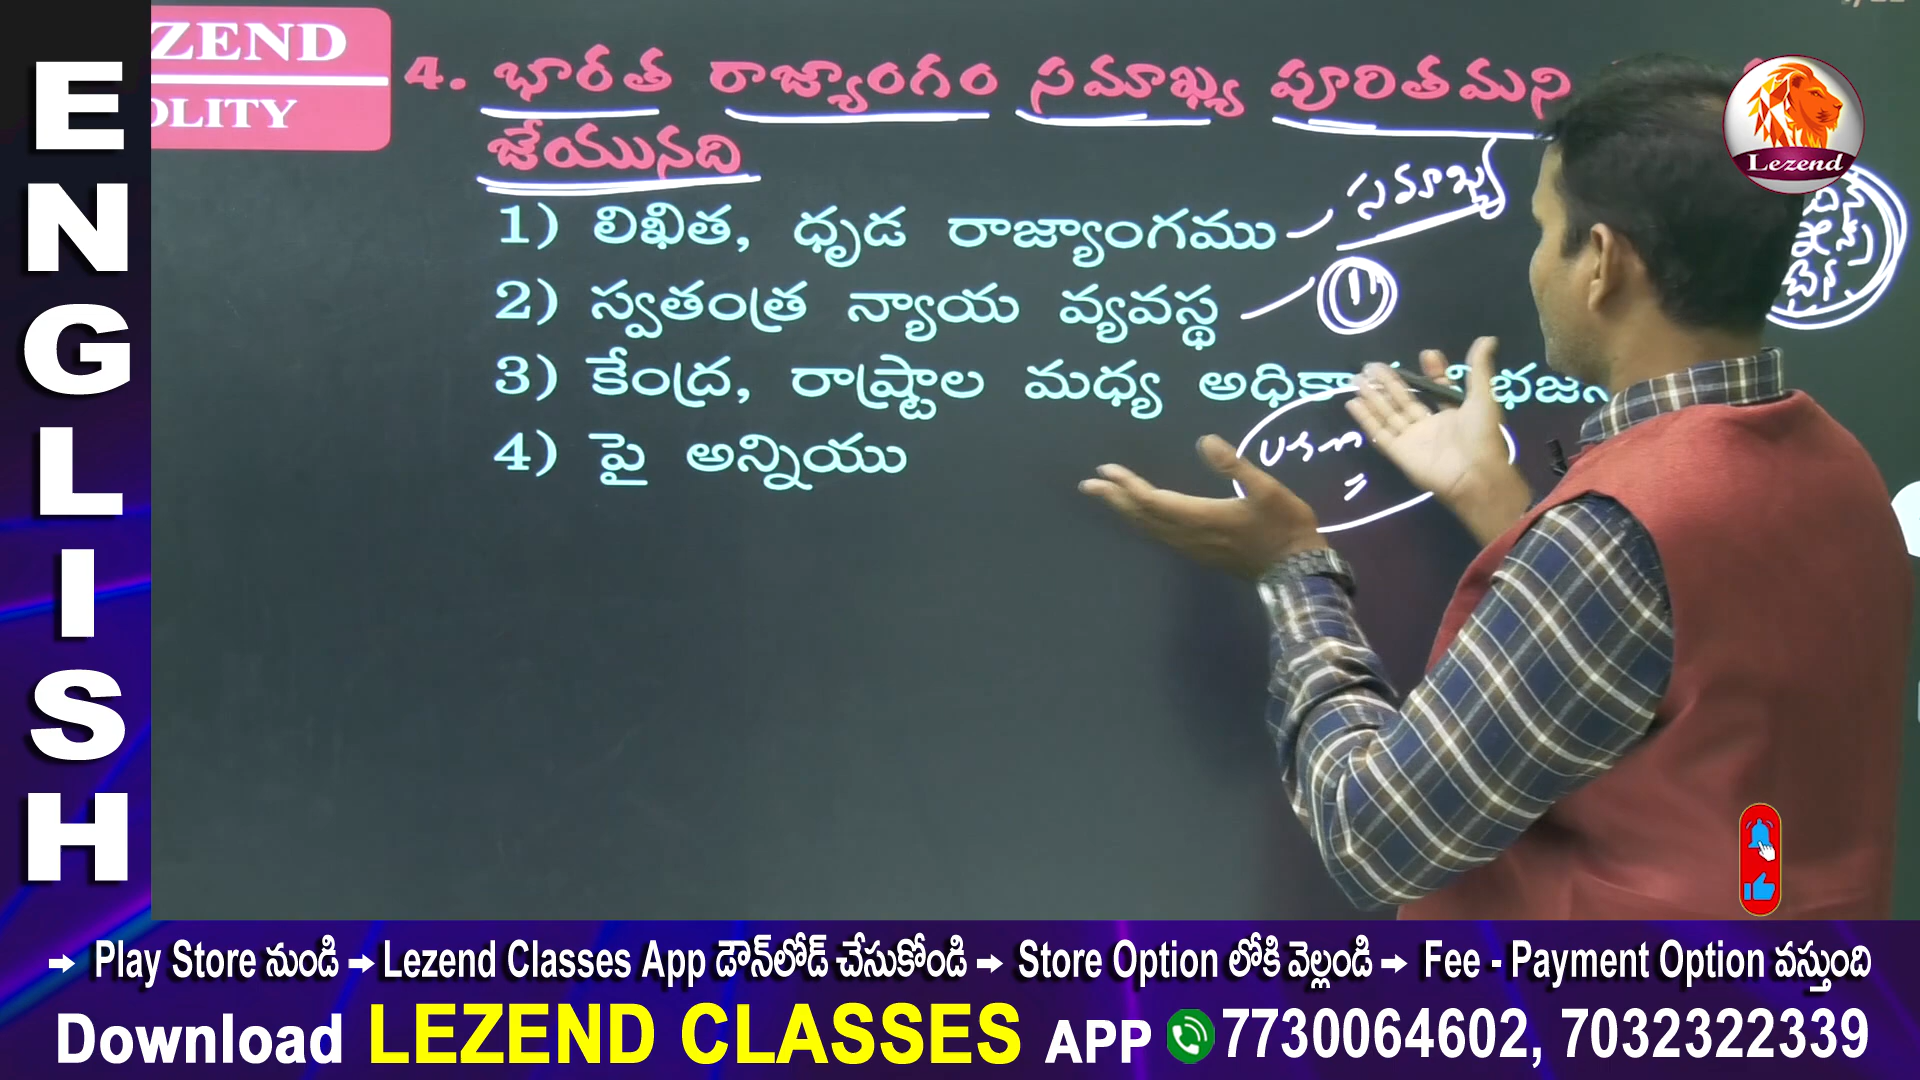 ENGLISH
ZEND
OLITY
4. భారత రాజ్యాంగం సమాఖ్య పూరితమని
జేయునది
సమాఖ్య
Lezend
1) లిఖిత, ధృడ రాజ్యాంగము
2) స్వతంత్ర న్యాయ వ్యవస్థ
3) కేంద్ర, రాష్ట్రాల మధ్య
4) పై అన్నియు
→ Play Store నుండి → Lezend Classes App డౌన్‌లోడ్ చేసుకోండి → Store Option లోకి వెల్లండి → Fee - Payment Option వస్తుంది
Download LEZEND CLASSES APP 7730064602, 7032322339